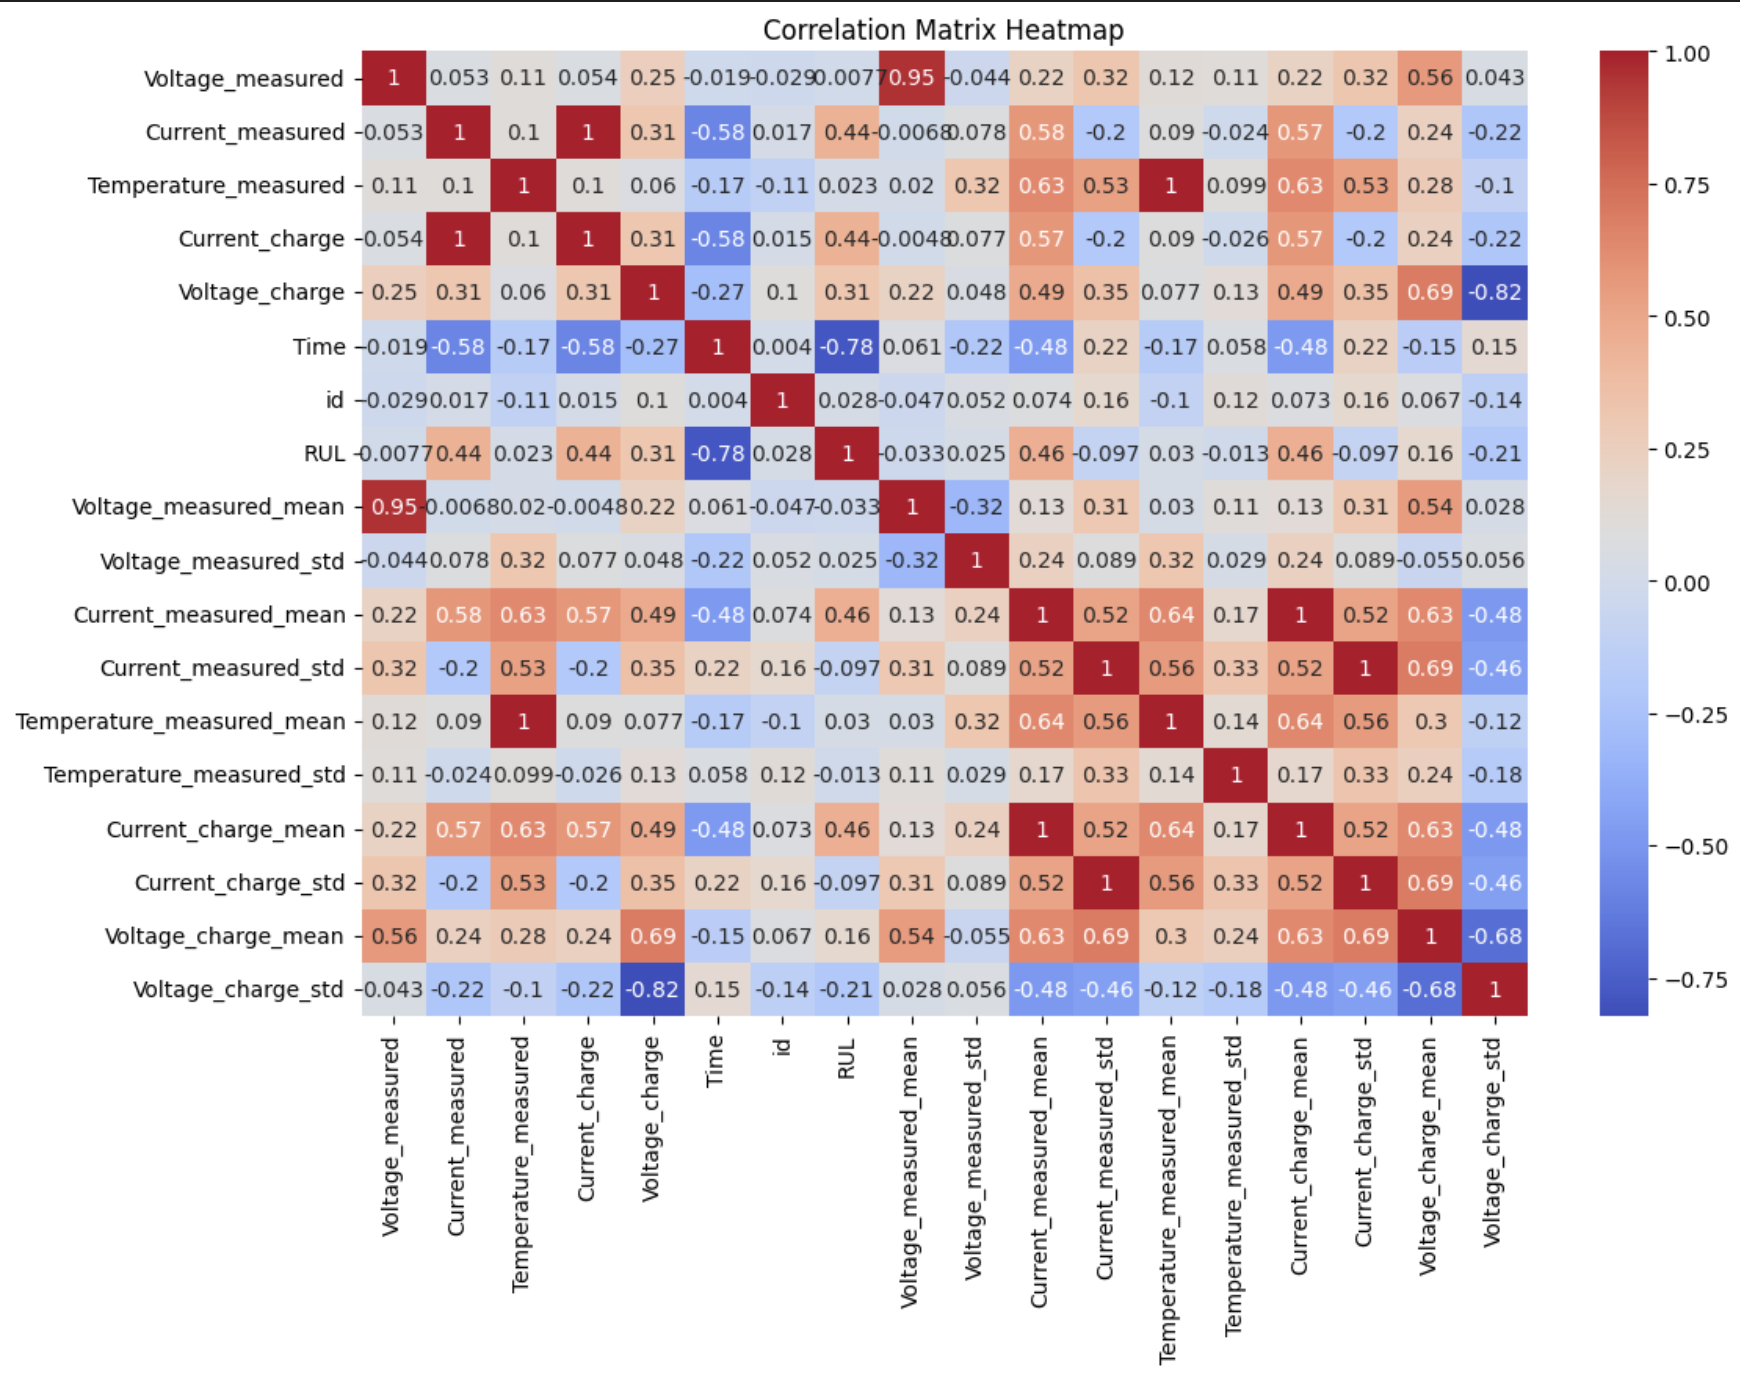 Correlation Matrix Heatmap
Voltage_measured 1 0.053 0.11 0.054 0.25 -0.019 -0.029 -0.0077 0.95 -0.044 0.22 0.32 0.12 0.11 0.22 0.32 0.56 0.043
Current_measured 0.053 1 0.1 1 0.31 -0.58 0.017 0.44 -0.0068 0.078 0.58 -0.2 0.09 -0.024 0.57 -0.2 0.24 -0.22
Temperature_measured 0.11 0.1 1 0.1 0.06 -0.17 -0.11 0.023 0.02 0.32 0.63 0.53 1 0.099 0.63 0.53 0.28 -0.1
Current_charge 0.054 1 0.1 1 0.31 -0.58 0.015 0.44 -0.0048 0.077 0.57 -0.2 0.09 -0.026 0.57 -0.2 0.24 -0.22
Voltage_charge 0.25 0.31 0.06 0.31 1 -0.27 0.1 0.31 0.22 0.048 0.49 0.35 0.077 0.13 0.49 0.35 0.69 -0.82
Time -0.019 -0.58 -0.17 -0.58 -0.27 1 0.004 -0.78 0.061 -0.22 -0.48 0.22 -0.17 0.058 -0.48 0.22 -0.15 0.15
id -0.029 0.017 -0.11 0.015 0.1 0.004 1 0.028 -0.047 0.052 0.074 0.16 -0.1 0.12 0.073 0.16 0.067 -0.14
RUL -0.0077 0.44 0.023 0.44 0.31 -0.78 0.028 1 -0.033 0.025 0.46 -0.097 0.03 -0.013 0.46 -0.097 0.16 -0.21
Voltage_measured_mean 0.95 -0.0068 0.02 -0.0048 0.22 0.061 -0.047 -0.033 1 -0.32 0.13 0.31 0.03 0.11 0.13 0.31 0.54 0.028
Voltage_measured_std -0.044 0.078 0.32 0.077 0.048 -0.22 0.052 0.025 -0.32 1 0.24 0.089 0.32 0.029 0.24 0.089 -0.055 0.056
Current_measured_mean 0.22 0.58 0.63 0.57 0.49 -0.48 0.074 0.46 0.13 0.24 1 0.52 0.64 0.17 1 0.52 0.63 -0.48
Current_measured_std 0.32 -0.2 0.53 -0.2 0.35 0.22 0.16 -0.097 0.31 0.089 0.52 1 0.56 0.33 0.52 1 0.69 -0.46
Temperature_measured_mean 0.12 0.09 1 0.09 0.077 -0.17 -0.1 0.03 0.03 0.32 0.64 0.56 1 0.14 0.64 0.56 0.3 -0.12
Temperature_measured_std 0.11 -0.024 0.099 -0.026 0.13 0.058 0.12 -0.013 0.11 0.029 0.17 0.33 0.14 1 0.17 0.33 0.24 -0.18
Current_charge_mean 0.22 0.57 0.63 0.57 0.49 -0.48 0.073 0.46 0.13 0.24 1 0.52 0.64 0.17 1 0.52 0.63 -0.48
Current_charge_std 0.32 -0.2 0.53 -0.2 0.35 0.22 0.16 -0.097 0.31 0.089 0.52 1 0.56 0.33 0.52 1 0.69 -0.46
Voltage_charge_mean 0.56 0.24 0.28 0.24 0.69 -0.15 0.067 0.16 0.54 -0.055 0.63 0.69 0.3 0.24 0.63 0.69 1 -0.68
Voltage_charge_std 0.043 -0.22 -0.1 -0.22 -0.82 0.15 -0.14 -0.21 0.028 0.056 -0.48 -0.46 -0.12 -0.18 -0.48 -0.46 -0.68 1
Voltage_measured
Current_measured
Temperature_measured
Current_charge
Voltage_charge
Time
id
RUL
Voltage_measured_mean
Voltage_measured_std
Current_measured_mean
Current_measured_std
Temperature_measured_mean
Temperature_measured_std
Current_charge_mean
Current_charge_std
Voltage_charge_mean
Voltage_charge_std
1.00
0.75
0.50
0.25
0.00
−0.25
−0.50
−0.75